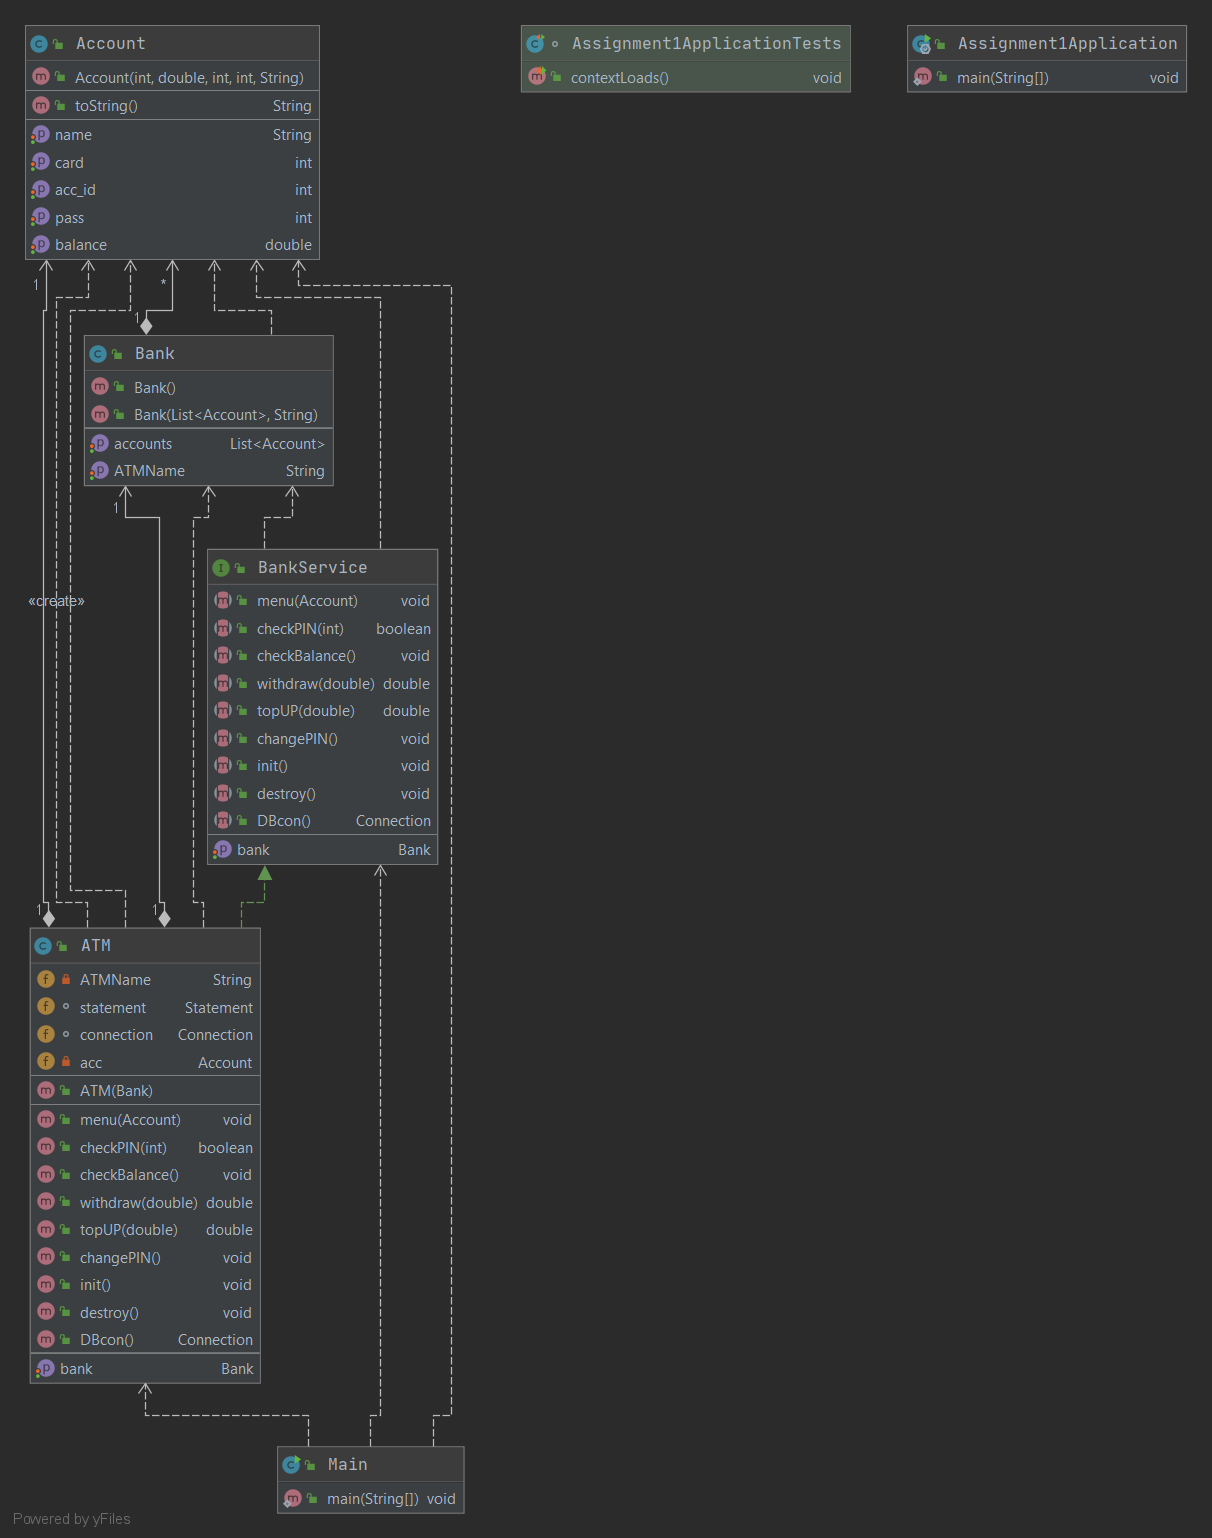 Account
Account(int, double, int, int, String)
toString() String
name String
card int
acc_id int
pass int
balance double
Assignment1ApplicationTests
contextLoads() void
Assignment1Application
main(String[]) void
1
*
1
Bank
Bank()
Bank(List<Account>, String)
accounts List<Account>
ATMName String
1
BankService
menu(Account) void
checkPIN(int) boolean
checkBalance() void
withdraw(double) double
topUP(double) double
changePIN() void
init() void
destroy() void
DBcon() Connection
bank Bank
«create»
1
1
ATM
ATMName String
statement Statement
connection Connection
acc Account
ATM(Bank)
menu(Account) void
checkPIN(int) boolean
checkBalance() void
withdraw(double) double
topUP(double) double
changePIN() void
init() void
destroy() void
DBcon() Connection
bank Bank
Main
main(String[]) void
Powered by yFiles